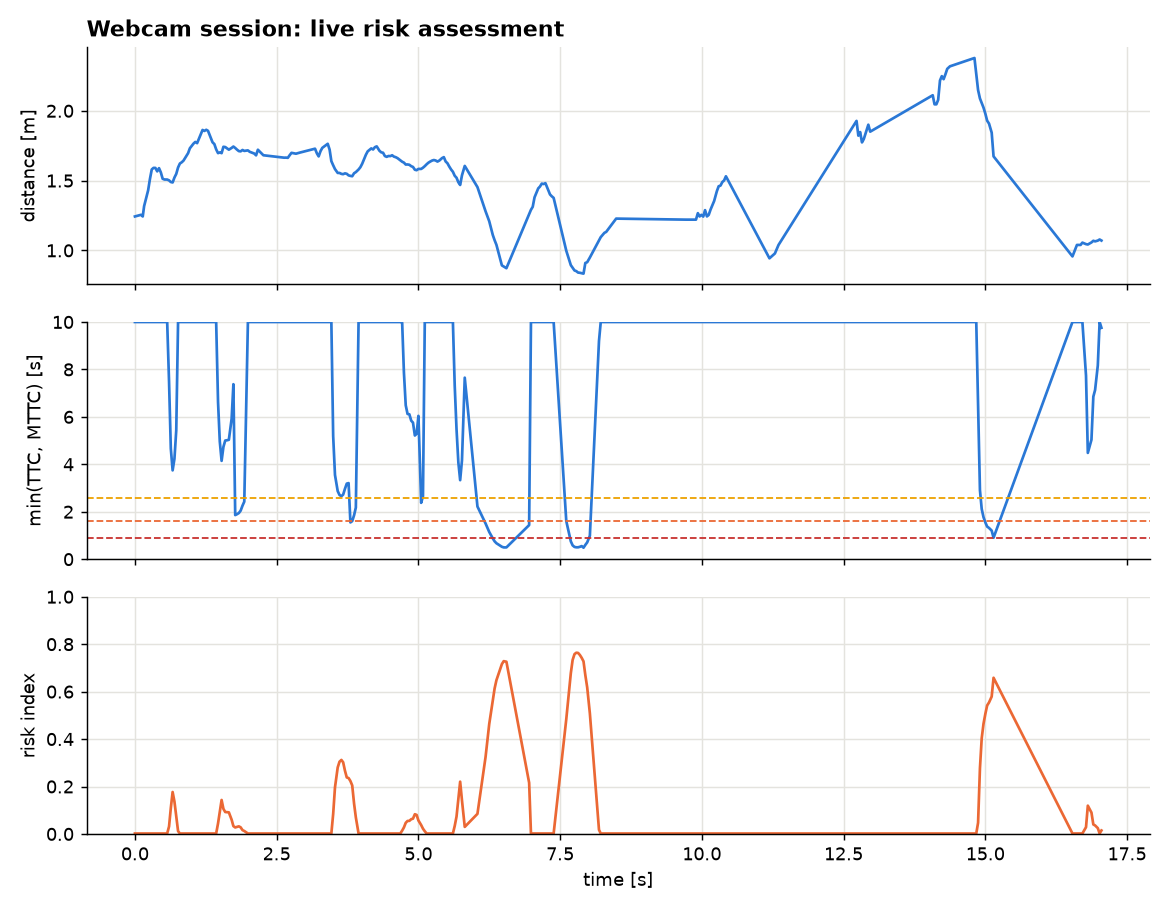 Webcam session: live risk assessment
distance [m]
2.0
1.5
1.0
min(TTC, MTTC) [s]
10
8
6
4
2
0
risk index
1.0
0.8
0.6
0.4
0.2
0.0
0.0 2.5 5.0 7.5 10.0 12.5 15.0 17.5
time [s]